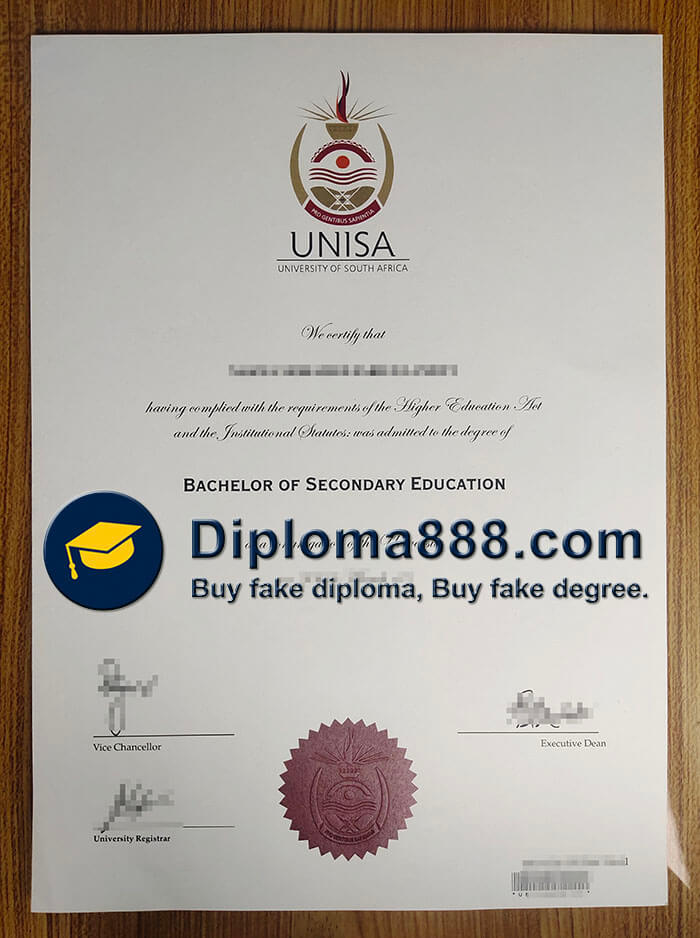 PRO GENTIBUS SAPIENTIA
UNISA
UNIVERSITY OF SOUTH AFRICA
We certify that
having complied with the requirements of the Higher Education Act
and the Institutional Statutes: was admitted to the degree of
BACHELOR OF SECONDARY EDUCATION
Diploma888.com
Buy fake diploma, Buy fake degree.
Vice Chancellor
Executive Dean
University Registrar